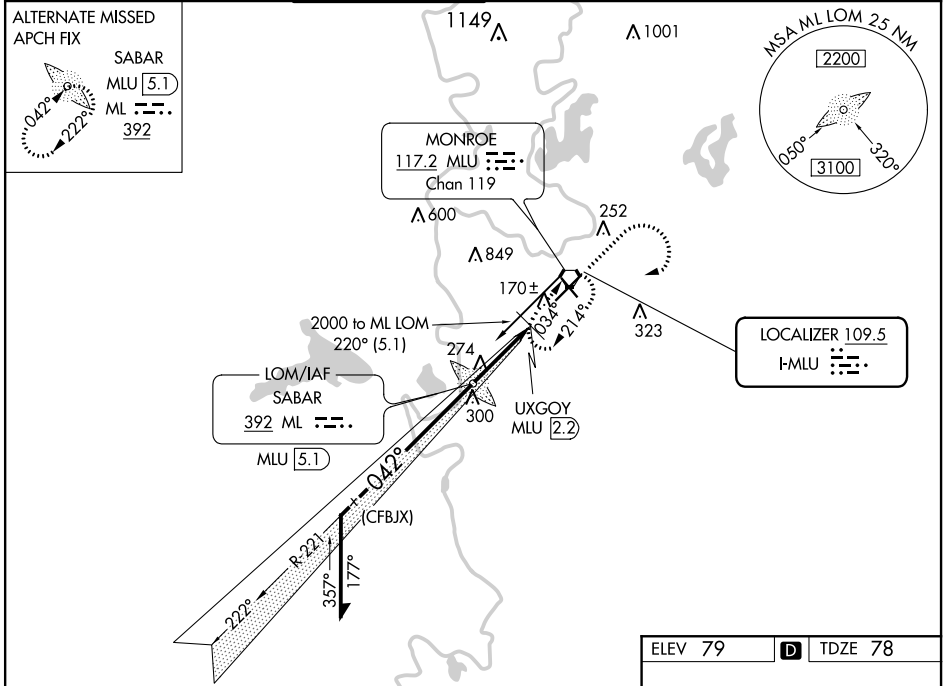 ALTERNATE MISSED
APCH FIX
SABAR
MLU 5.1
ML
392
042°
222°
1149
1001
MSA ML LOM 25 NM
2200
050°
320°
3100
MONROE
117.2 MLU
Chan 119
600
252
849
170±
034°
214°
323
2000 to ML LOM
220° (5.1)
274
LOCALIZER 109.5
I-MLU
LOM/IAF
SABAR
392 ML
MLU 5.1
300
UXGOY
MLU 2.2
042°
(CFBJX)
R-221
222°
357°
177°
ELEV 79 D TDZE 78